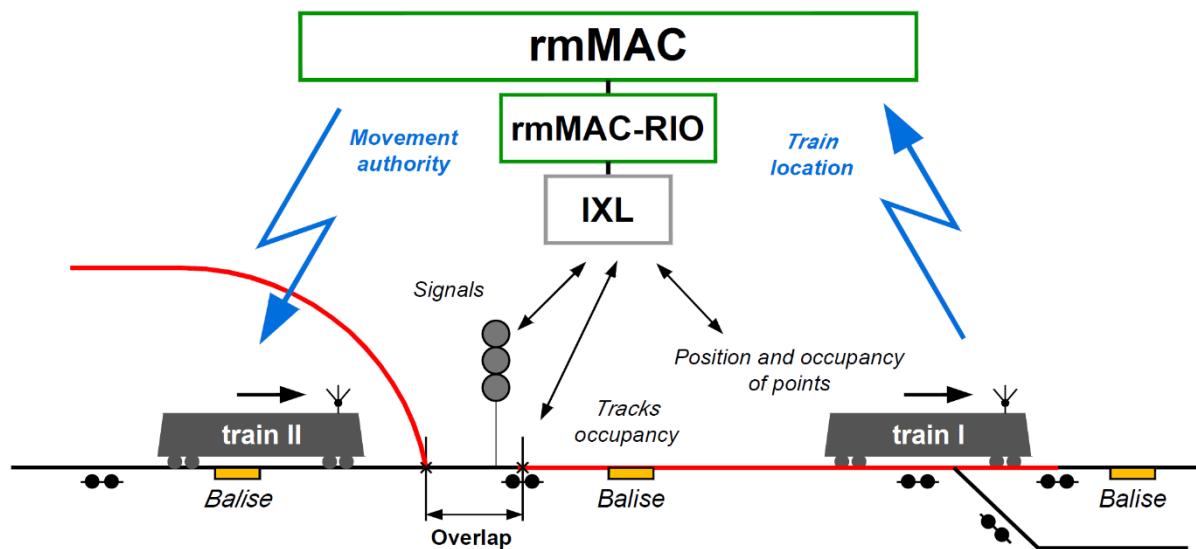 rmMAC
rmMAC-RIO
IXL
Movement
authority
Train
location
Signals
Position and occupancy
of points
Tracks
occupancy
train II
train I
Balise
Balise
Balise
Overlap